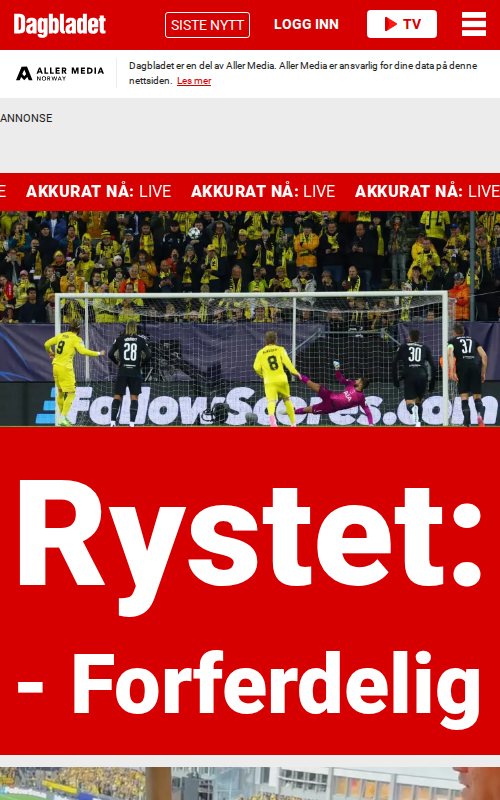 Dagbladet
SISTE NYTT
LOGG INN
TV
ALLER MEDIA
NORWAY
Dagbladet er en del av Aller Media. Aller Media er ansvarlig for dine data på denne
nettsiden. Les mer
ANNONSE
E AKKURAT NÅ: LIVE AKKURAT NÅ: LIVE AKKURAT NÅ: LIVE
9
28
8
30
37
FollowScores.com
Rystet:
- Forferdelig